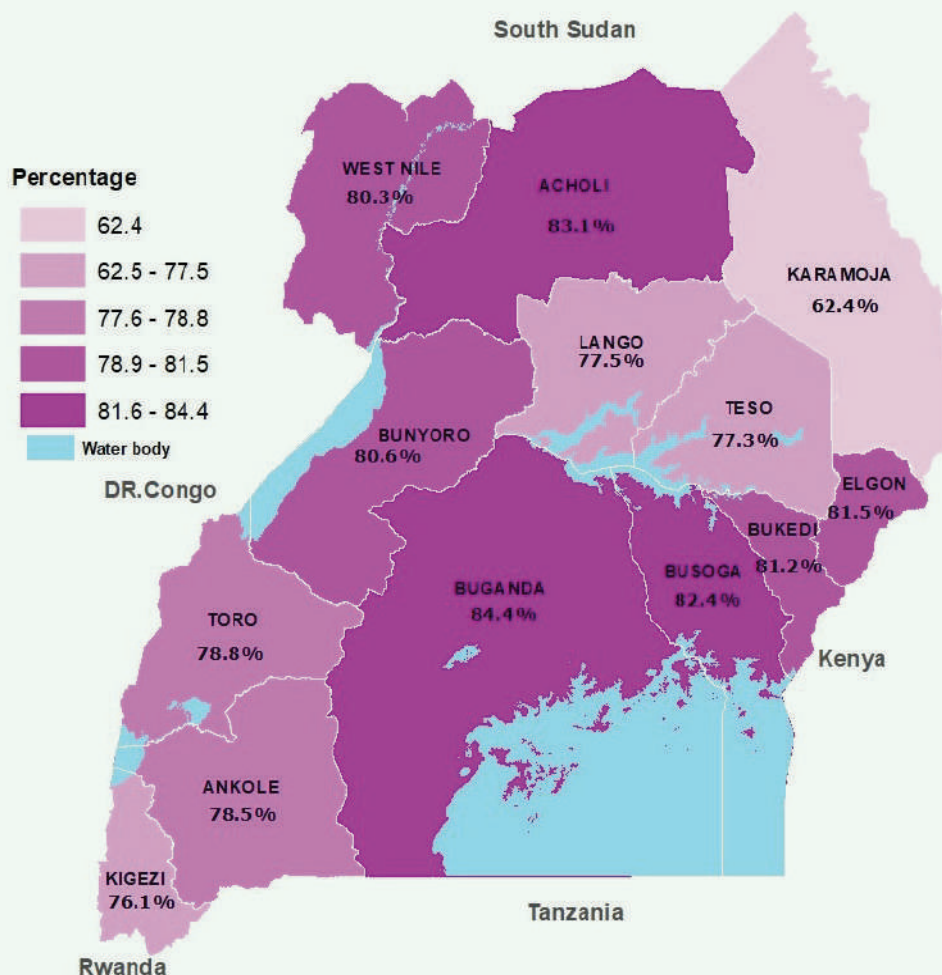 South Sudan
Percentage
62.4
62.5 - 77.5
77.6 - 78.8
78.9 - 81.5
81.6 - 84.4
Water body
WEST NILE
80.3%
ACHOLI
83.1%
KARAMOJA
62.4%
LANGO
77.5%
TESO
77.3%
BUNYORO
80.6%
DR.Congo
ELGON
81.5%
BUKEDI
81.2%
BUSOGA
82.4%
BUGANDA
84.4%
TORO
78.8%
Kenya
ANKOLE
78.5%
KIGEZI
76.1%
Tanzania
Rwanda